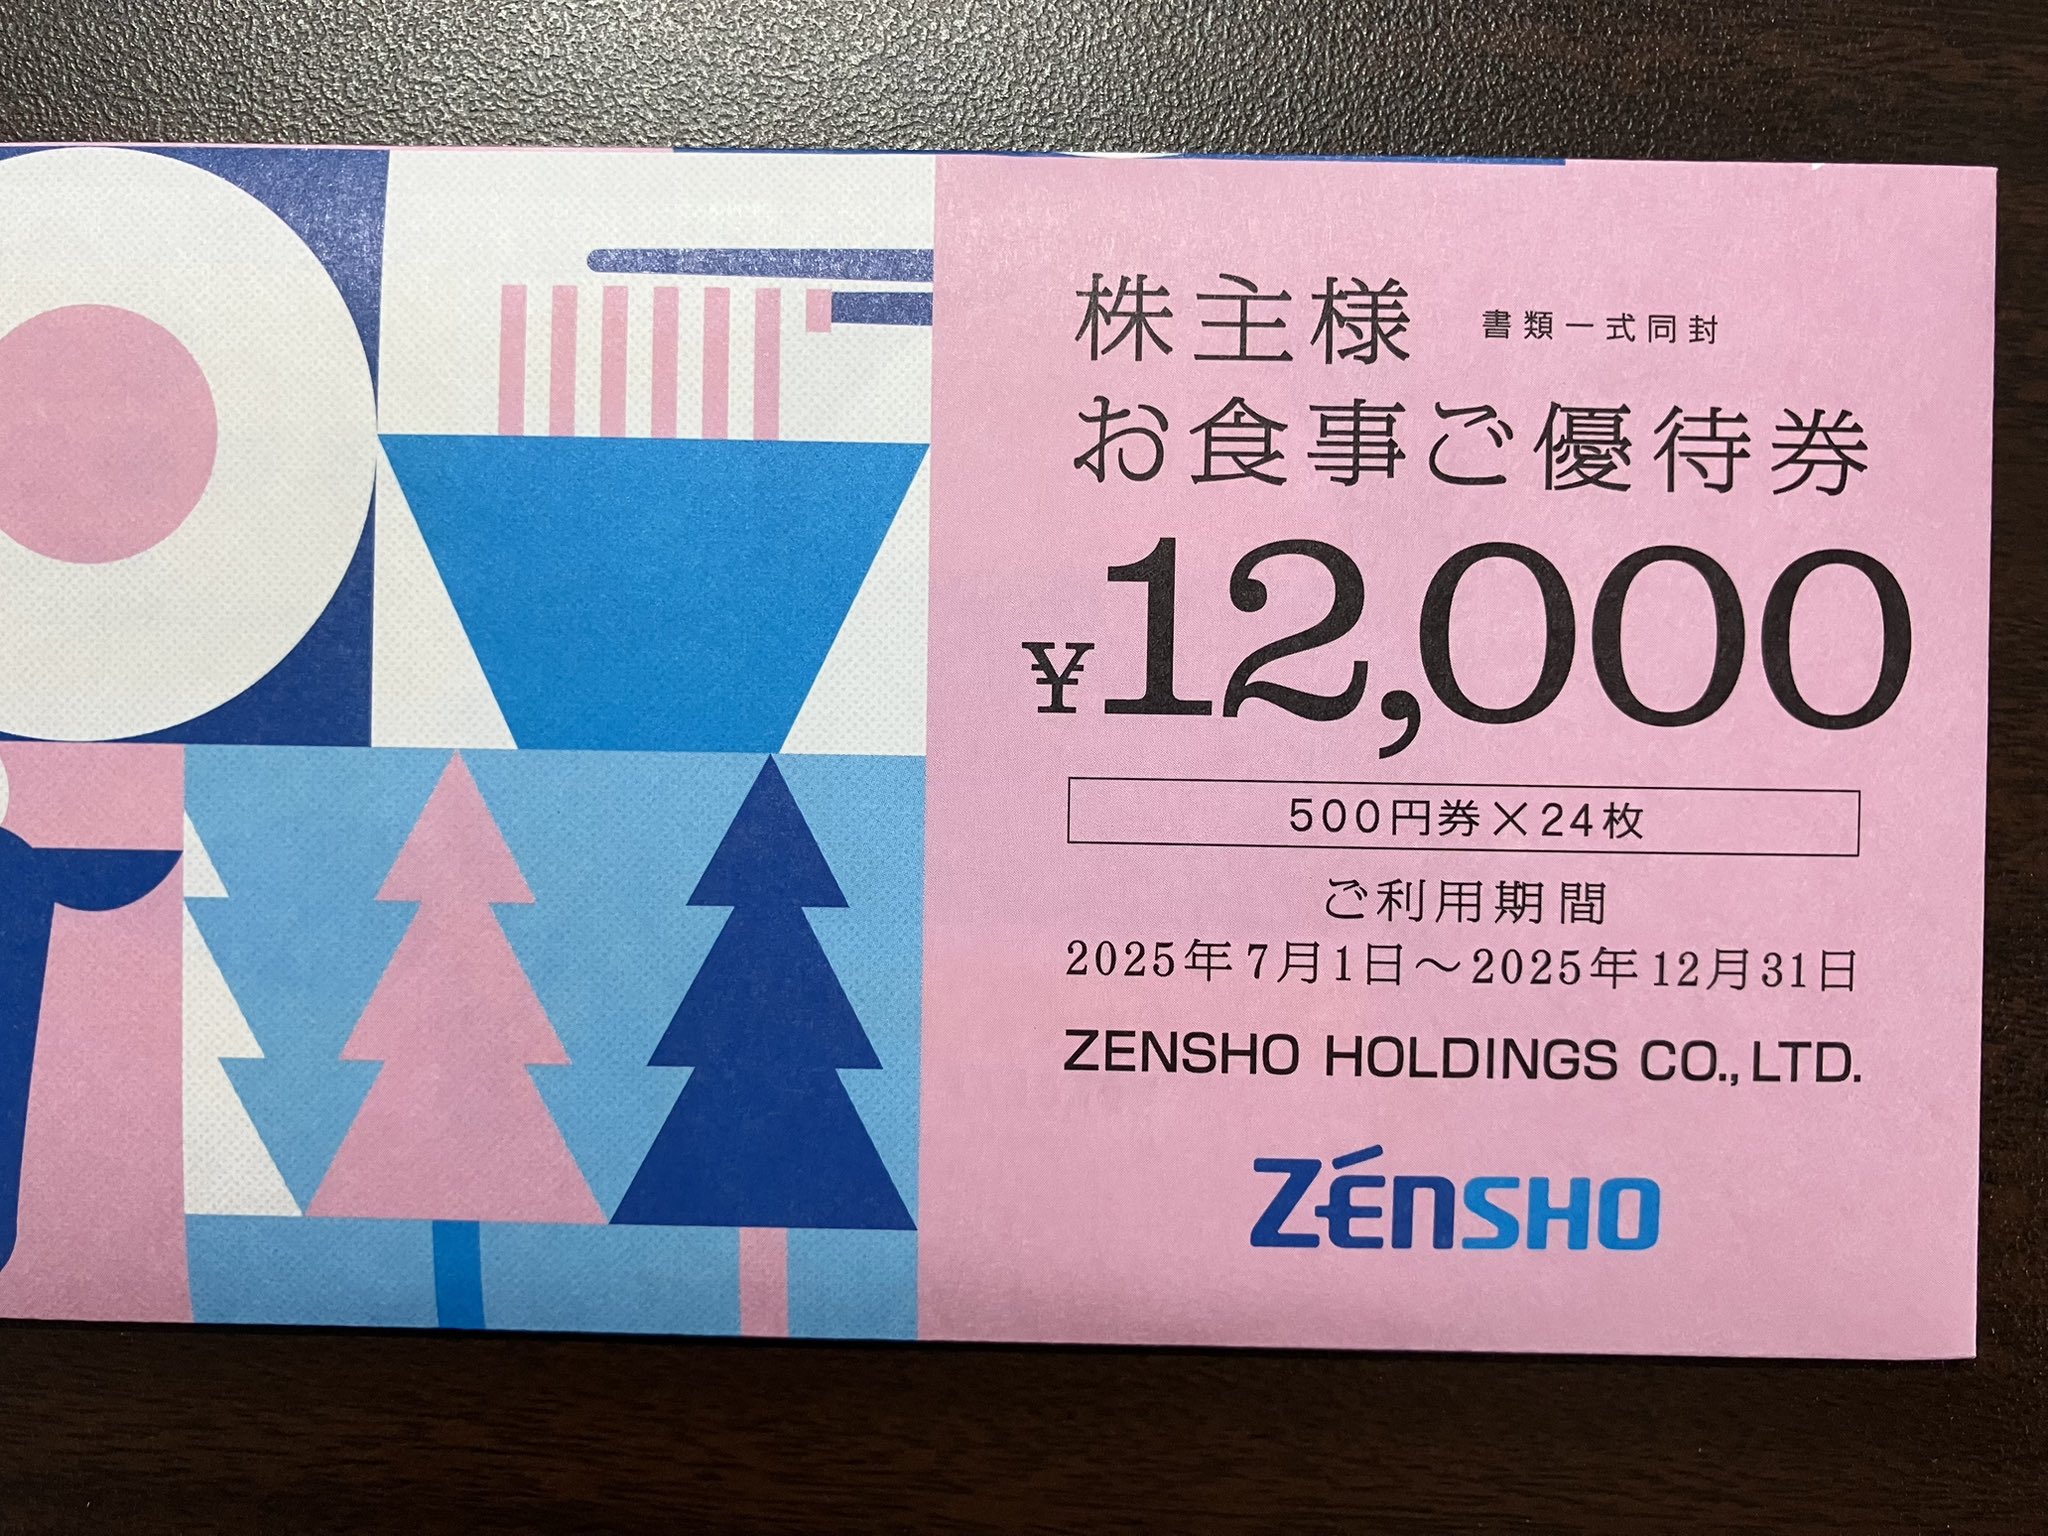 株主様 書類一式同封
お食事ご優待券
¥12,000
500円券×24枚
ご利用期間
2025年7月1日～2025年12月31日
ZENSHO HOLDINGS CO., LTD.
ZENSHO